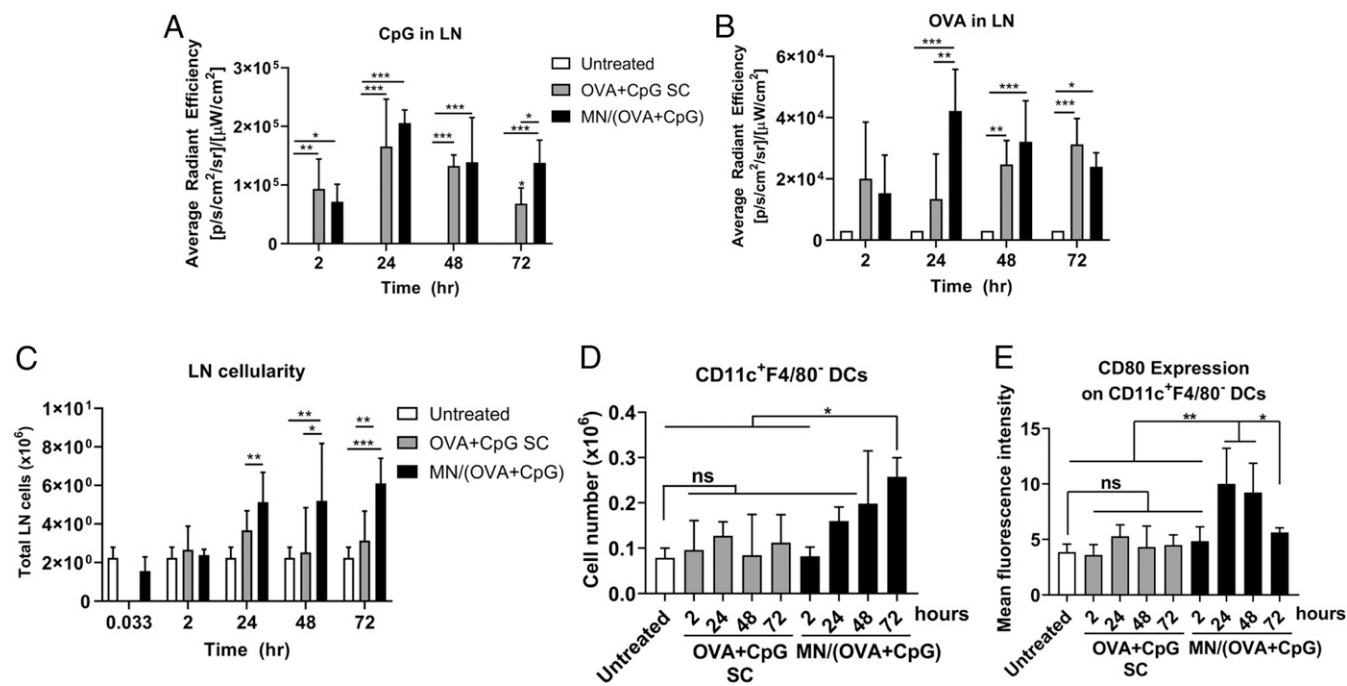 A
CpG in LN
Average Radiant Efficiency
[p/s/cm²/sr]/[µW/cm²]
3×10⁵
2×10⁵
1×10⁵
0
** * *** *** *** *** *** * *
2 24 48 72
Time (hr)
Untreated
OVA+CpG SC
MN/(OVA+CpG)
B
OVA in LN
Average Radiant Efficiency
[p/s/cm²/sr]/[µW/cm²]
6×10⁴
4×10⁴
2×10⁴
0
*** ** *** ** * ***
2 24 48 72
Time (hr)
C
LN cellularity
Total LN cells (x10⁶)
1×10¹
8×10⁰
6×10⁰
4×10⁰
2×10⁰
0
** ** * ** ***
0.033 2 24 48 72
Time (hr)
Untreated
OVA+CpG SC
MN/(OVA+CpG)
D
CD11c⁺F4/80⁻ DCs
Cell number (x10⁶)
0.4
0.3
0.2
0.1
0.0
*
ns
Untreated 2 24 48 72 2 24 48 72 hours
OVA+CpG MN/(OVA+CpG)
SC
E
CD80 Expression
on CD11c⁺F4/80⁻ DCs
Mean fluorescence intensity
15
10
5
0
** *
ns
Untreated 2 24 48 72 2 24 48 72 hours
OVA+CpG MN/(OVA+CpG)
SC